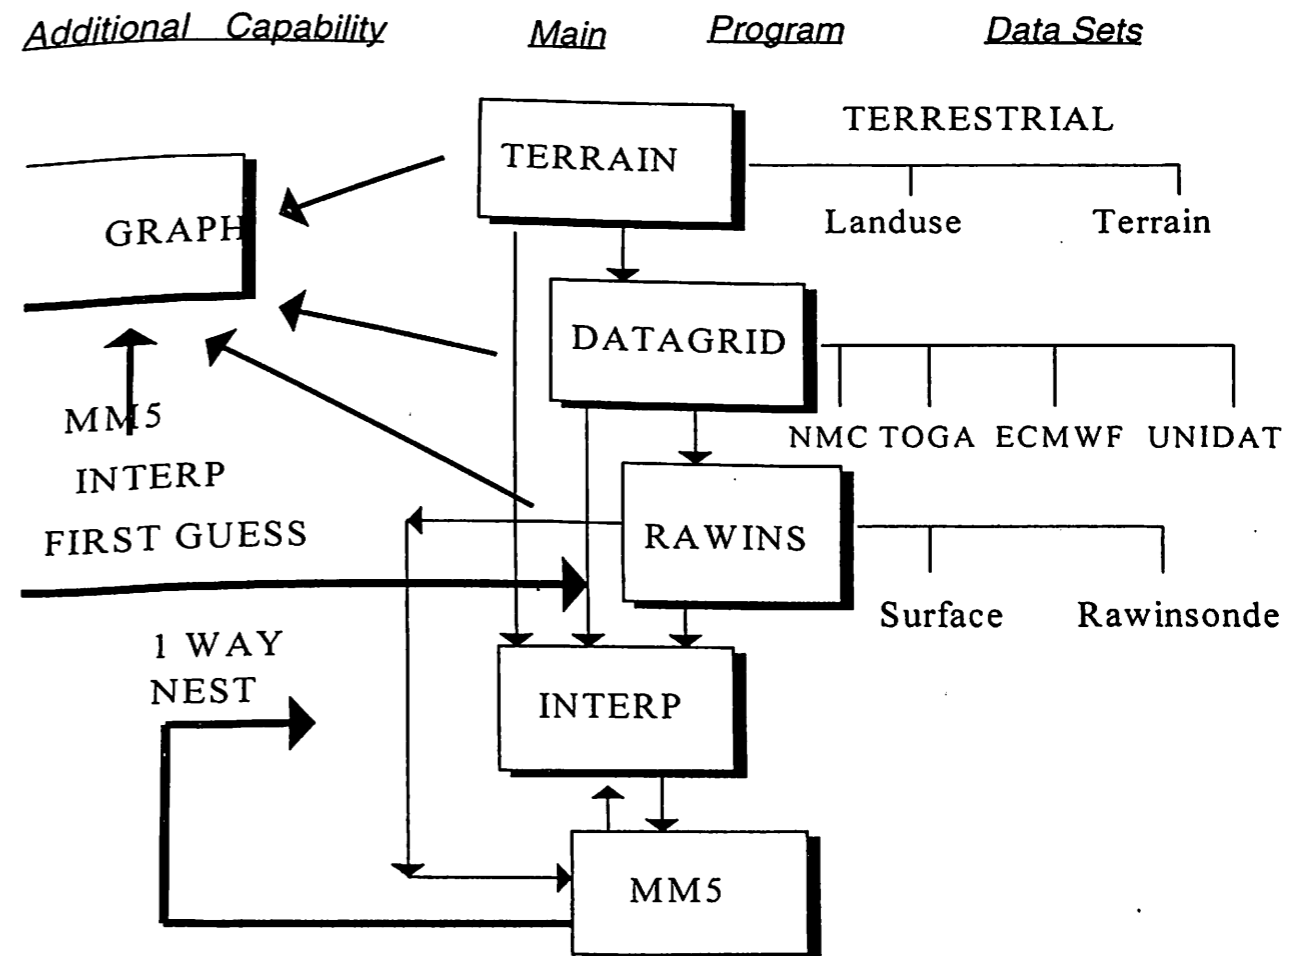 Additional Capability Main Program Data Sets
TERRESTRIAL
TERRAIN
Landuse Terrain
GRAPH
DATAGRID
NMC TOGA ECMWF UNIDAT
MM5
INTERP
FIRST GUESS
RAWINS
Surface Rawinsonde
1 WAY
NEST
INTERP
MM5